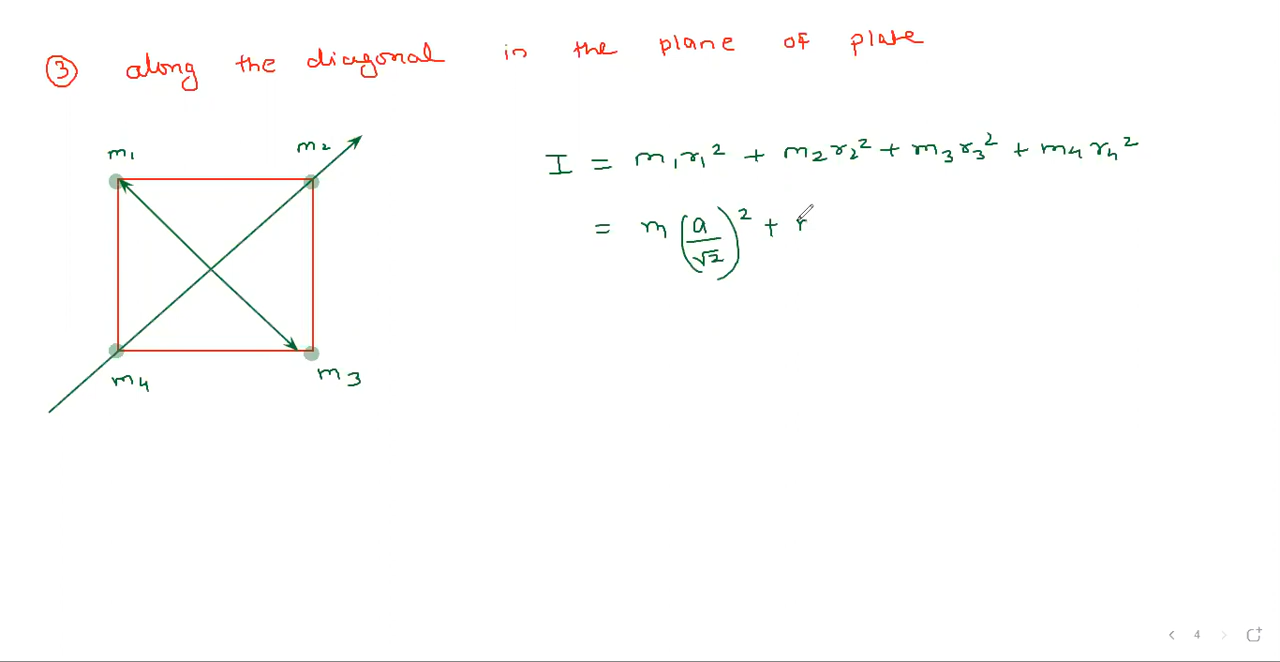 ③ along the diagonal in the plane of plate
m₁ m₂
I = m₁r₁² + m₂r₂² + m₃r₃² + m₄r₄²
= m (a/√2)² +
m₄ m₃
< 4 >